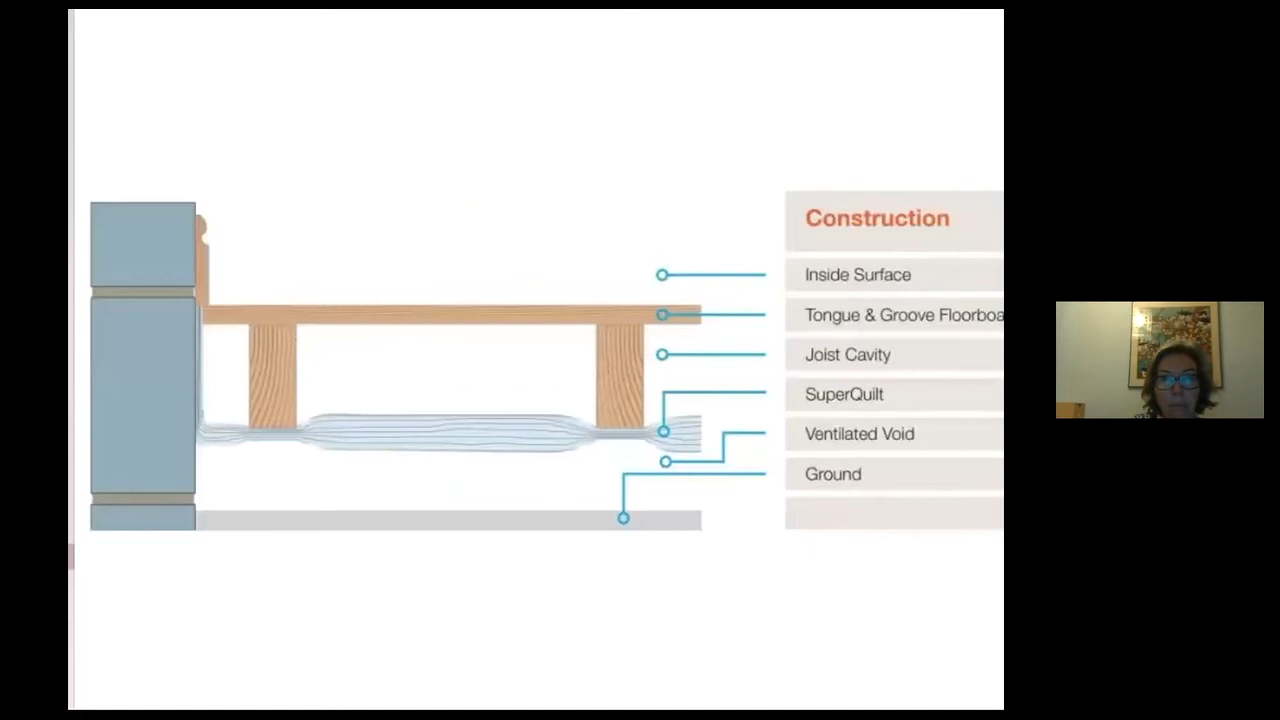 Construction
Inside Surface
Tongue & Groove Floorboa
Joist Cavity
SuperQuilt
Ventilated Void
Ground